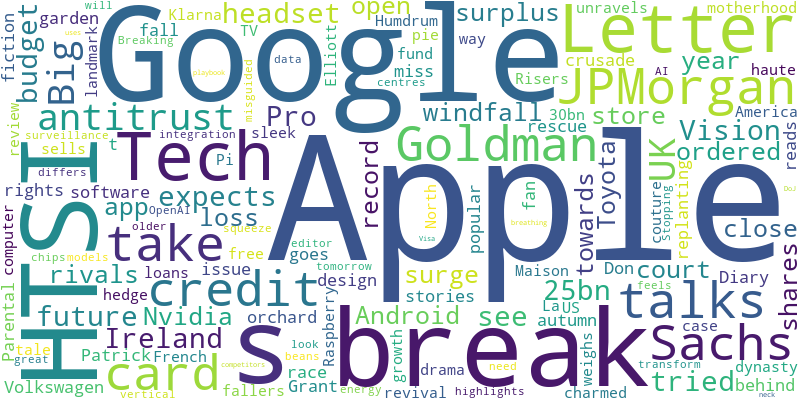 Klarna
headset
open
surplus
unravels
motherhood
garden
Google
Letter
fiction
budget
Big
landmark
fall
TV
Breaking
data
playbook
uses
Elliott
Humdrum
pie
fund
miss
way
centres
Risers
crusade
AI
year
haute
JPMorgan
antitrust
Pro
windfall
30bn
store
America
review
surveillance
sells
t
integration
sleek
misguided
rescue
Vision
reads
HTSI
Tech
Pi
Goldman
UK
ordered
differs
rights
software
expects
record
Apple
fan
popular
towards
Toyota
couture
Stopping
replanting
DoJ
app
OpenAI
loss
older
North
breathing
close
computer
take
squeeze
Visa
chips
models
rivals
loans
issue
free
editor
goes
tomorrow
surge
Maison
Don
court
Diary
shares
credit
hedge
design
stories
25bn
talks
feels
Parental
future
Nvidia
orchard
Raspberry
Android
see
La
US
autumn
case
weighs
tale
great
Patrick
French
Ireland
s
break
Sachs
look
race
beans
growth
drama
need
transform
dynasty
Volkswagen
card
vertical
fallers
Grant
energy
competitors
revival
highlights
charmed
tried
behind
will
neck